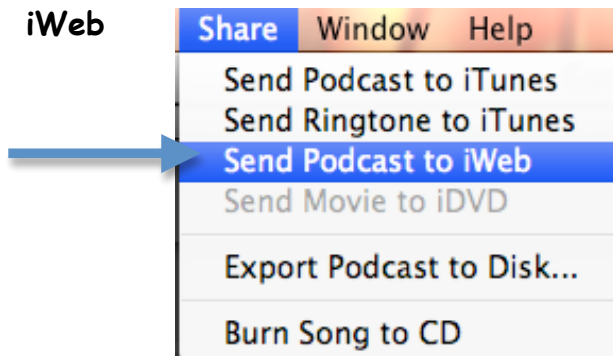 iWeb
Share Window Help
Send Podcast to iTunes
Send Ringtone to iTunes
Send Podcast to iWeb
Send Movie to iDVD
Export Podcast to Disk...
Burn Song to CD